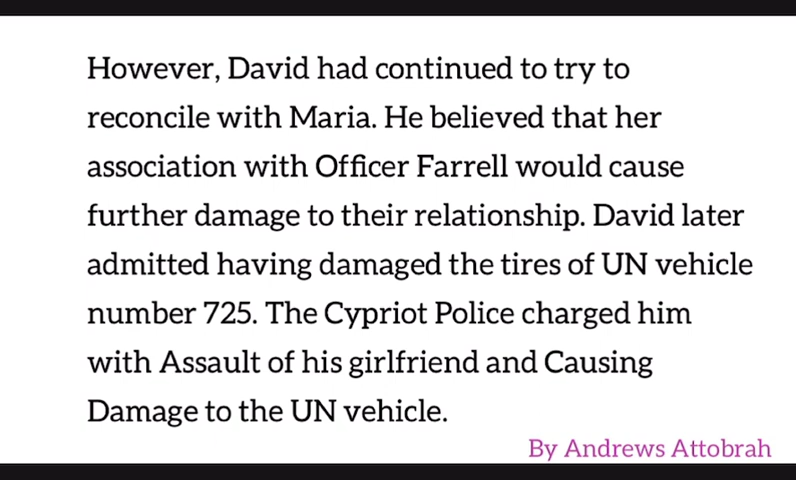 However, David had continued to try to
reconcile with Maria. He believed that her
association with Officer Farrell would cause
further damage to their relationship. David later
admitted having damaged the tires of UN vehicle
number 725. The Cypriot Police charged him
with Assault of his girlfriend and Causing
Damage to the UN vehicle.
By Andrews Attobrah